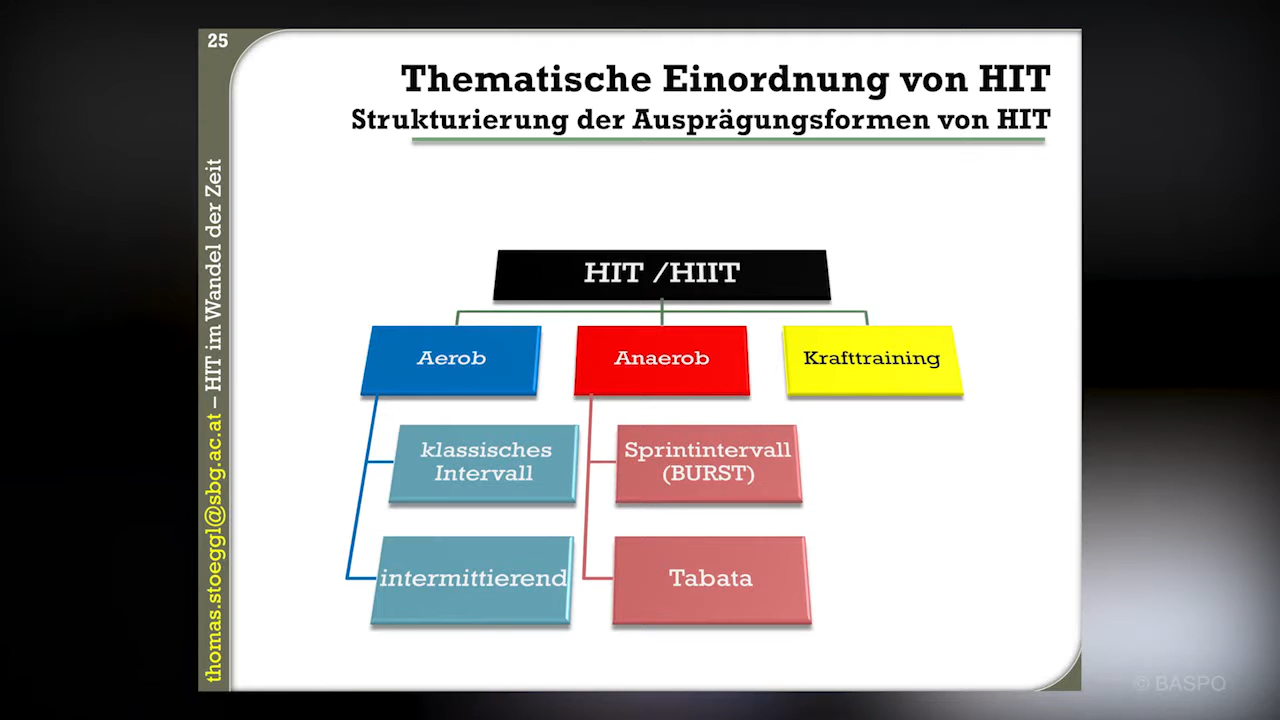 25
Thematische Einordnung von HIT
Strukturierung der Ausprägungsformen von HIT
thomas.stoeggl@sbg.ac.at – HIT im Wandel der Zeit
HIT /HIIT
Aerob
Anaerob
Krafttraining
klassisches
Intervall
Sprintintervall
(BURST)
intermittierend
Tabata
© BASPO